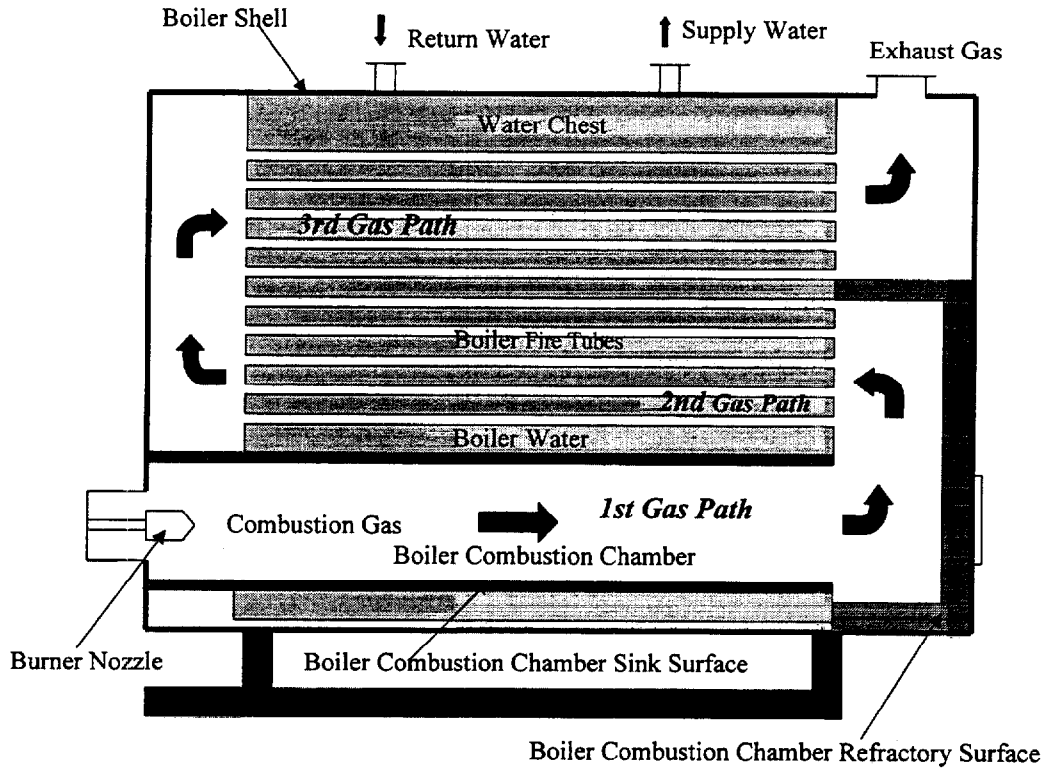 Boiler Shell
Return Water
Supply Water
Exhaust Gas
Water Chest
3rd Gas Path
Boiler Fire Tubes
2nd Gas Path
Boiler Water
1st Gas Path
Combustion Gas
Boiler Combustion Chamber
Burner Nozzle
Boiler Combustion Chamber Sink Surface
Boiler Combustion Chamber Refractory Surface